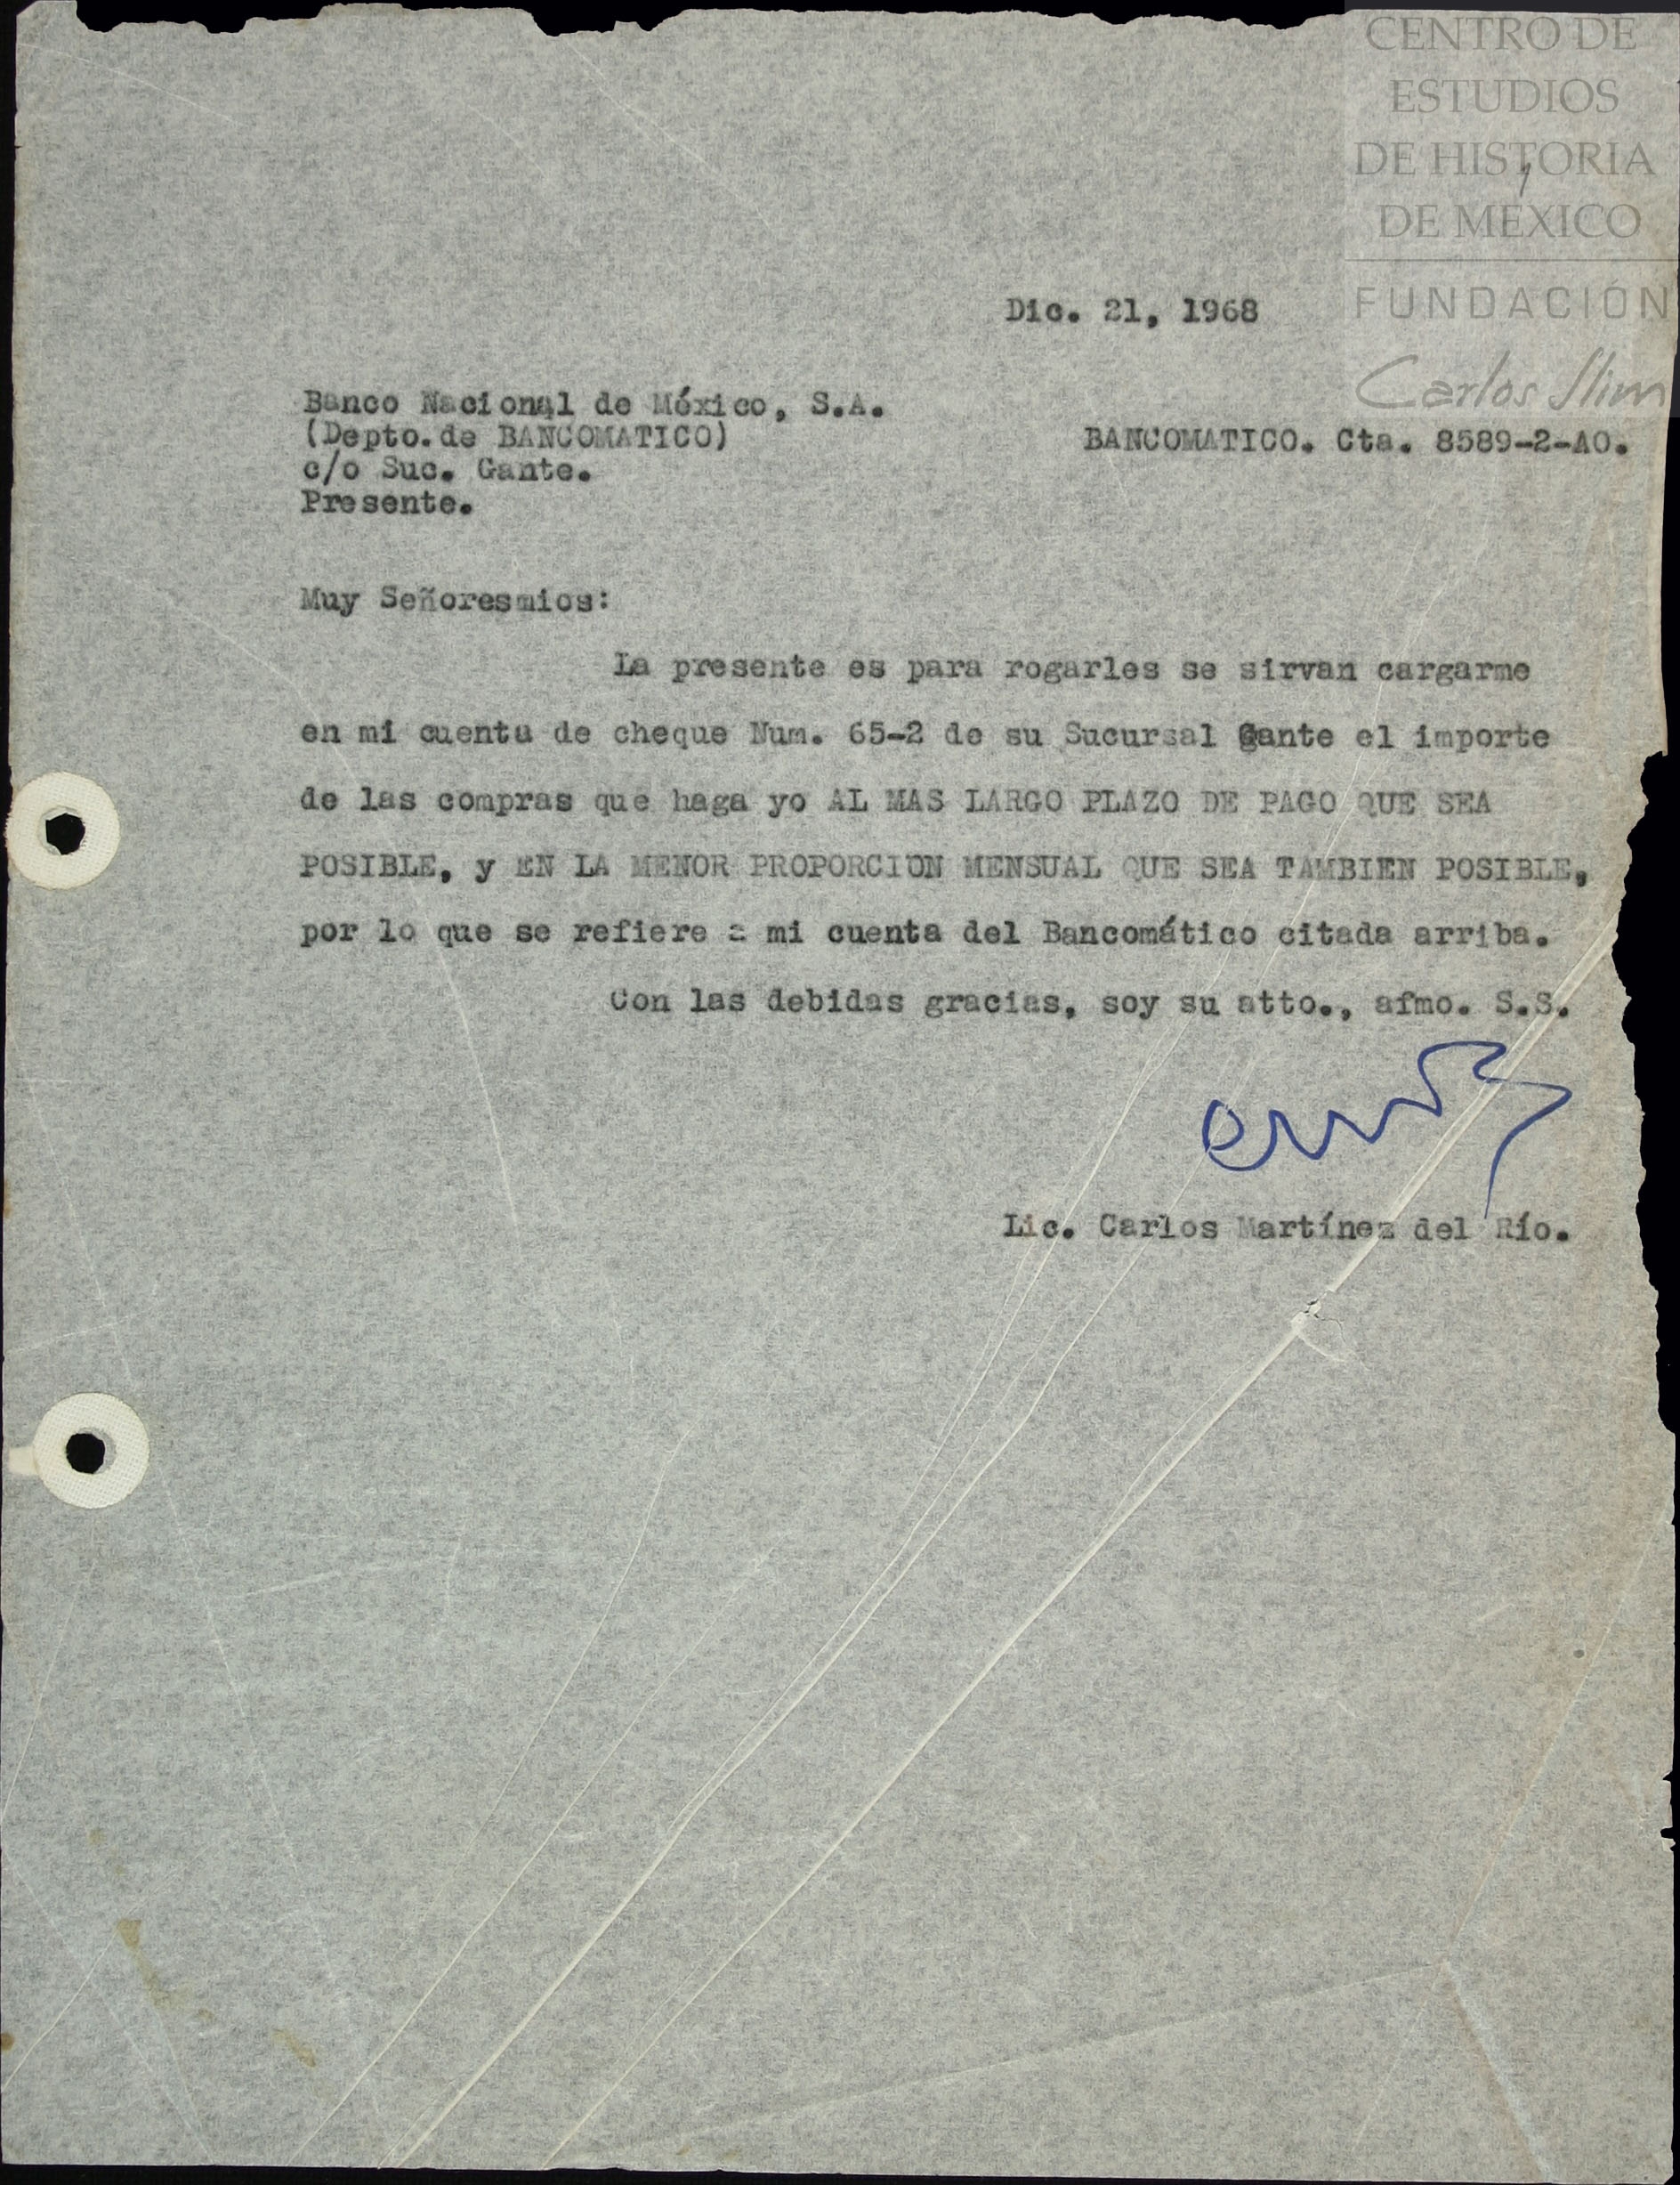 CENTRO DE
ESTUDIOS
DE HISTORIA
DE MÉXICO
FUNDACIÓN
Carlos Slim
Dic. 21, 1968
Banco Nacional de México, S.A.
(Depto.de BANCOMATICO)
BANCOMATICO. Cta. 8589-2-AO.
c/o Suc. Gante.
Presente.
Muy Señoresmios:
La presente es para rogarles se sirvan cargarme
en mi cuenta de cheque Num. 65-2 de su Sucursal Gante el importe
de las compras que haga yo AL MAS LARGO PLAZO DE PAGO QUE SEA
POSIBLE, y EN LA MENOR PROPORCION MENSUAL QUE SEA TAMBIEN POSIBLE,
por lo que se refiere a mi cuenta del Bancomático citada arriba.
Con las debidas gracias, soy su atto., afmo. S.S.
Lic. Carlos Martínez del Río.